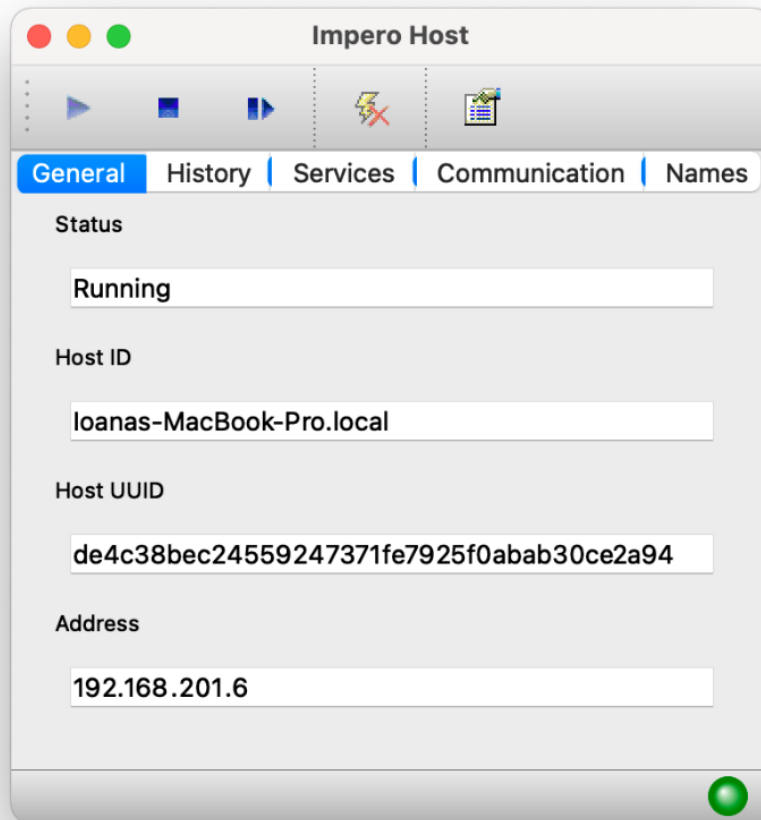 Impero Host
General History Services Communication Names
Status
Running
Host ID
Ioanas-MacBook-Pro.local
Host UUID
de4c38bec24559247371fe7925f0abab30ce2a94
Address
192.168.201.6